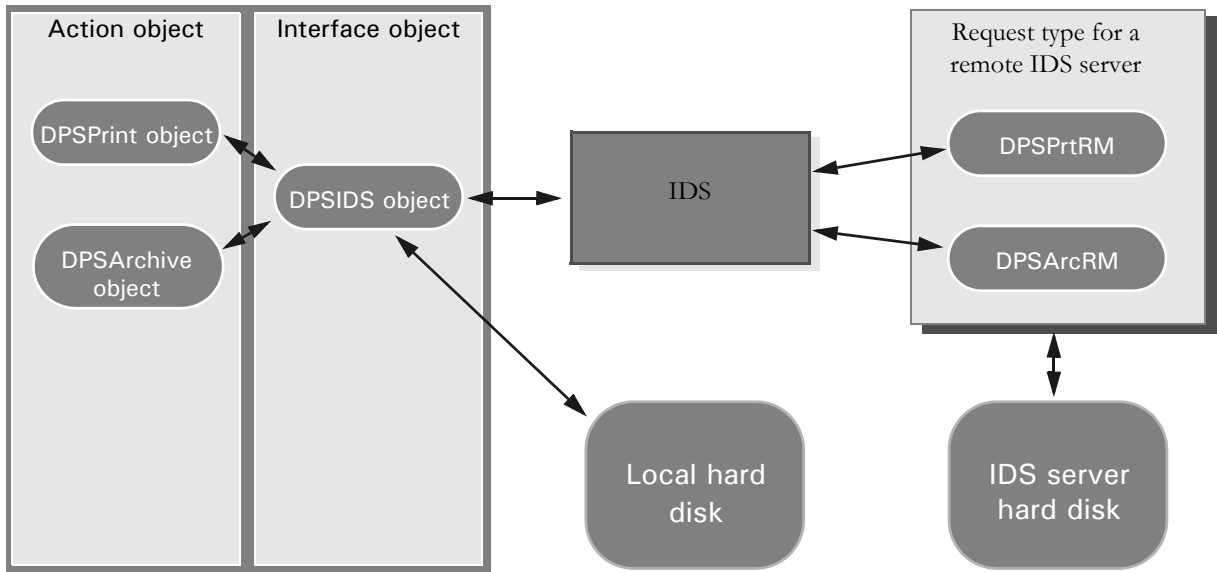 Action object
Interface object
Request type for a
remote IDS server
DPSPrint object
DPSPrtRM
DPSIDS object
IDS
DPSArchive
object
DPSArcRM
Local hard
disk
IDS server
hard disk